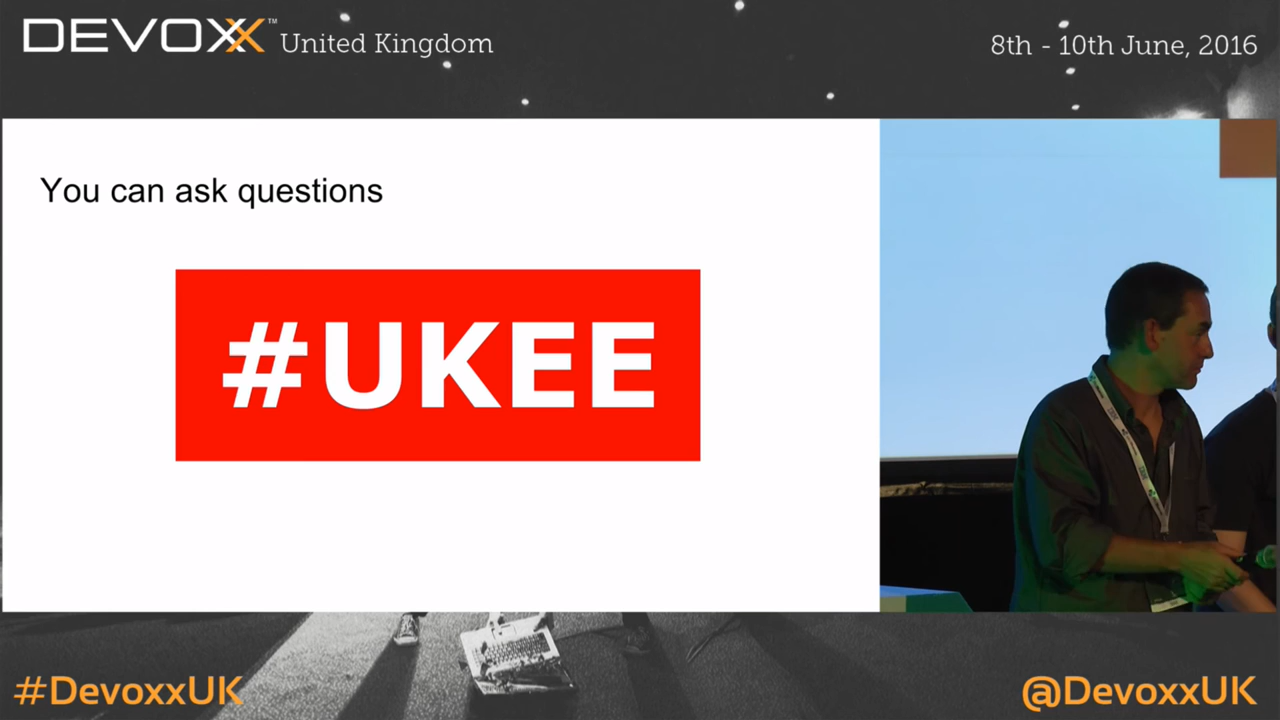 DEVOXX™ United Kingdom
8th - 10th June, 2016
You can ask questions
#UKEE
#DevoxxUK
@DevoxxUK